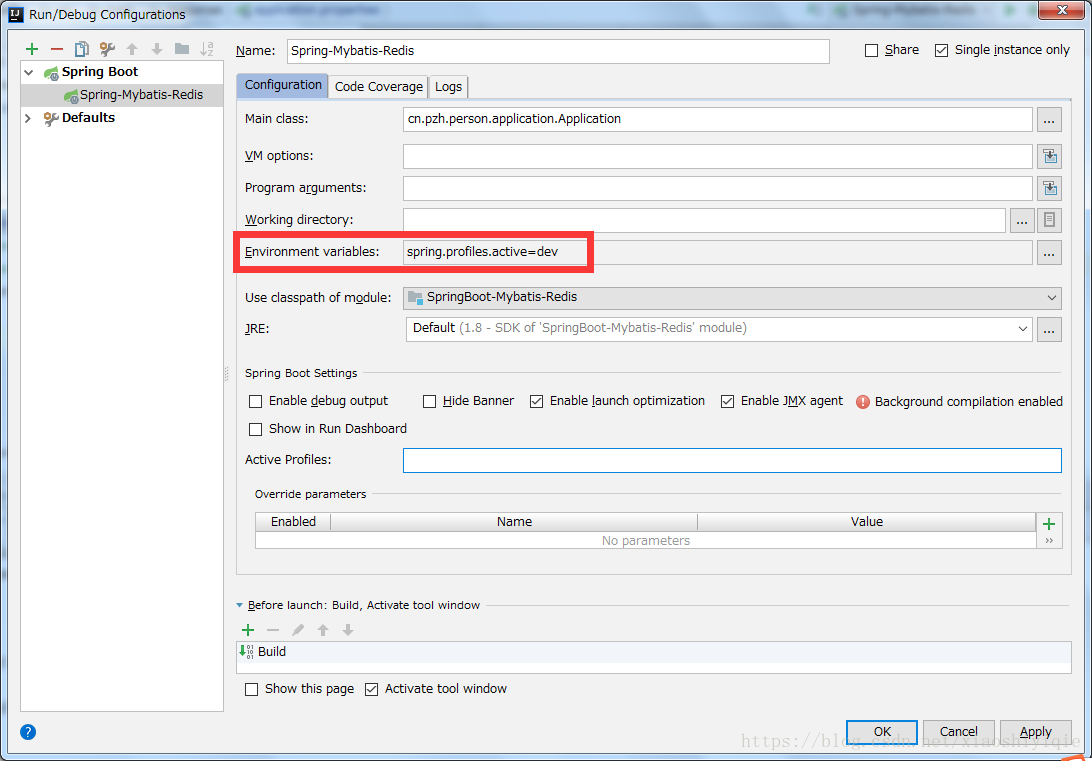 Run/Debug Configurations
Name: Spring-Mybatis-Redis
Share
Single instance only
Spring Boot
Spring-Mybatis-Redis
Defaults
Configuration
Code Coverage
Logs
Main class: cn.pzh.person.application.Application
VM options:
Program arguments:
Working directory:
Environment variables: spring.profiles.active=dev
Use classpath of module: SpringBoot-Mybatis-Redis
JRE: Default (1.8 - SDK of 'SpringBoot-Mybatis-Redis' module)
Spring Boot Settings
Enable debug output
Hide Banner
Enable launch optimization
Enable JMX agent
Background compilation enabled
Show in Run Dashboard
Active Profiles:
Override parameters
Enabled Name Value
No parameters
Before launch: Build, Activate tool window
Build
Show this page
Activate tool window
OK
Cancel
Apply